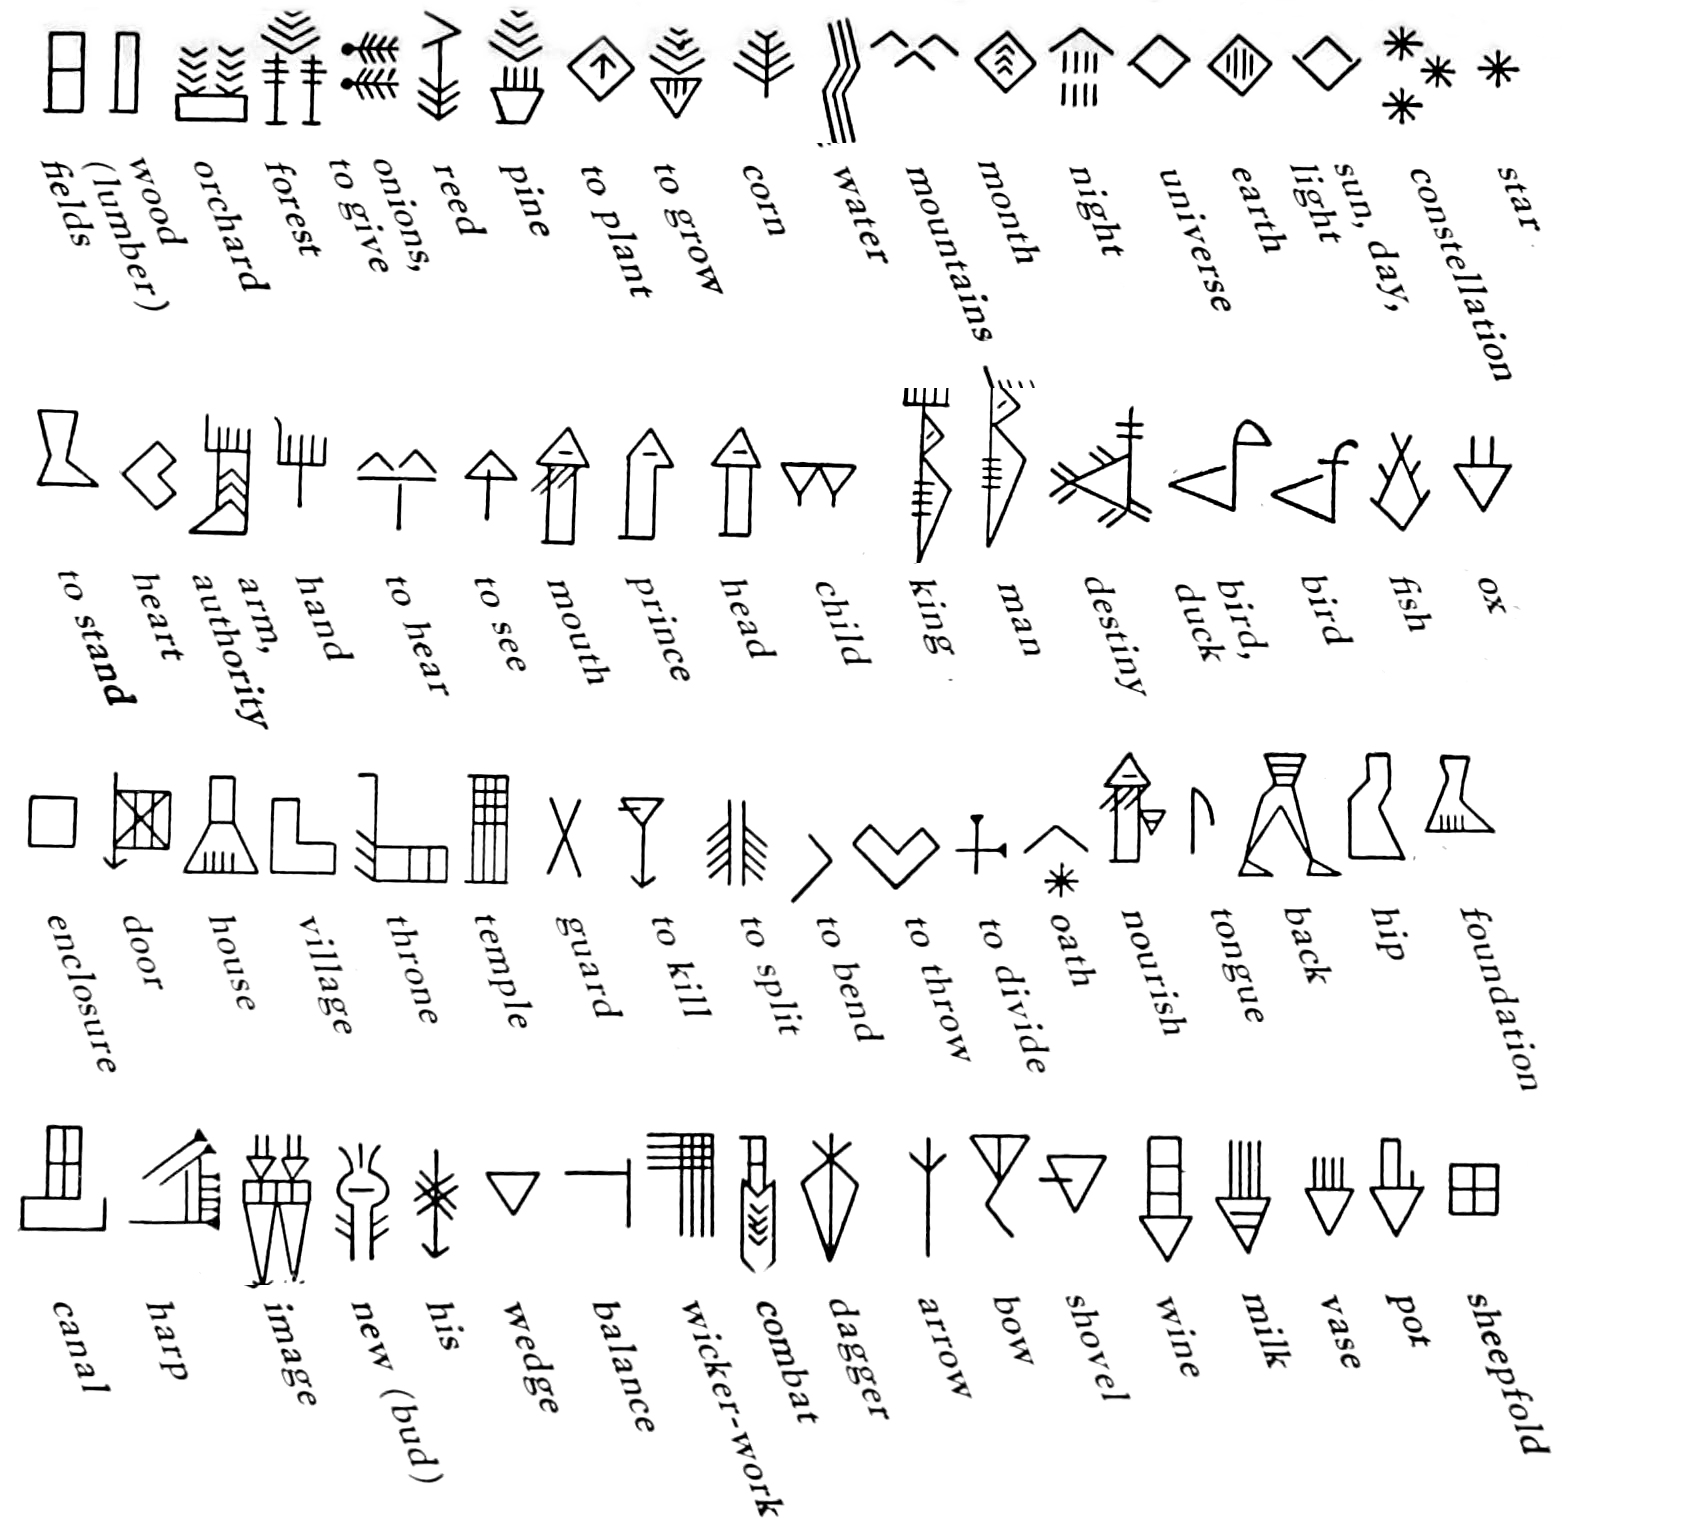 fields
wood (lumber)
orchard
forest
onions, to give
reed
pine
to plant
to grow
corn
water
mountains
month
night
universe
earth
sun, day, light
constellation
star
to stand
heart
arm, authority
hand
to hear
to see
mouth
prince
head
child
king
man
destiny
bird, duck
bird
fish
ox
enclosure
door
house
village
throne
temple
guard
to kill
to split
to bend
to throw
to divide
oath
nourish
tongue
back
hip
foundation
canal
harp
image
new (bud)
his
wedge
balance
wicker-work
combat
dagger
arrow
bow
shovel
wine
milk
vase
pot
sheepfold